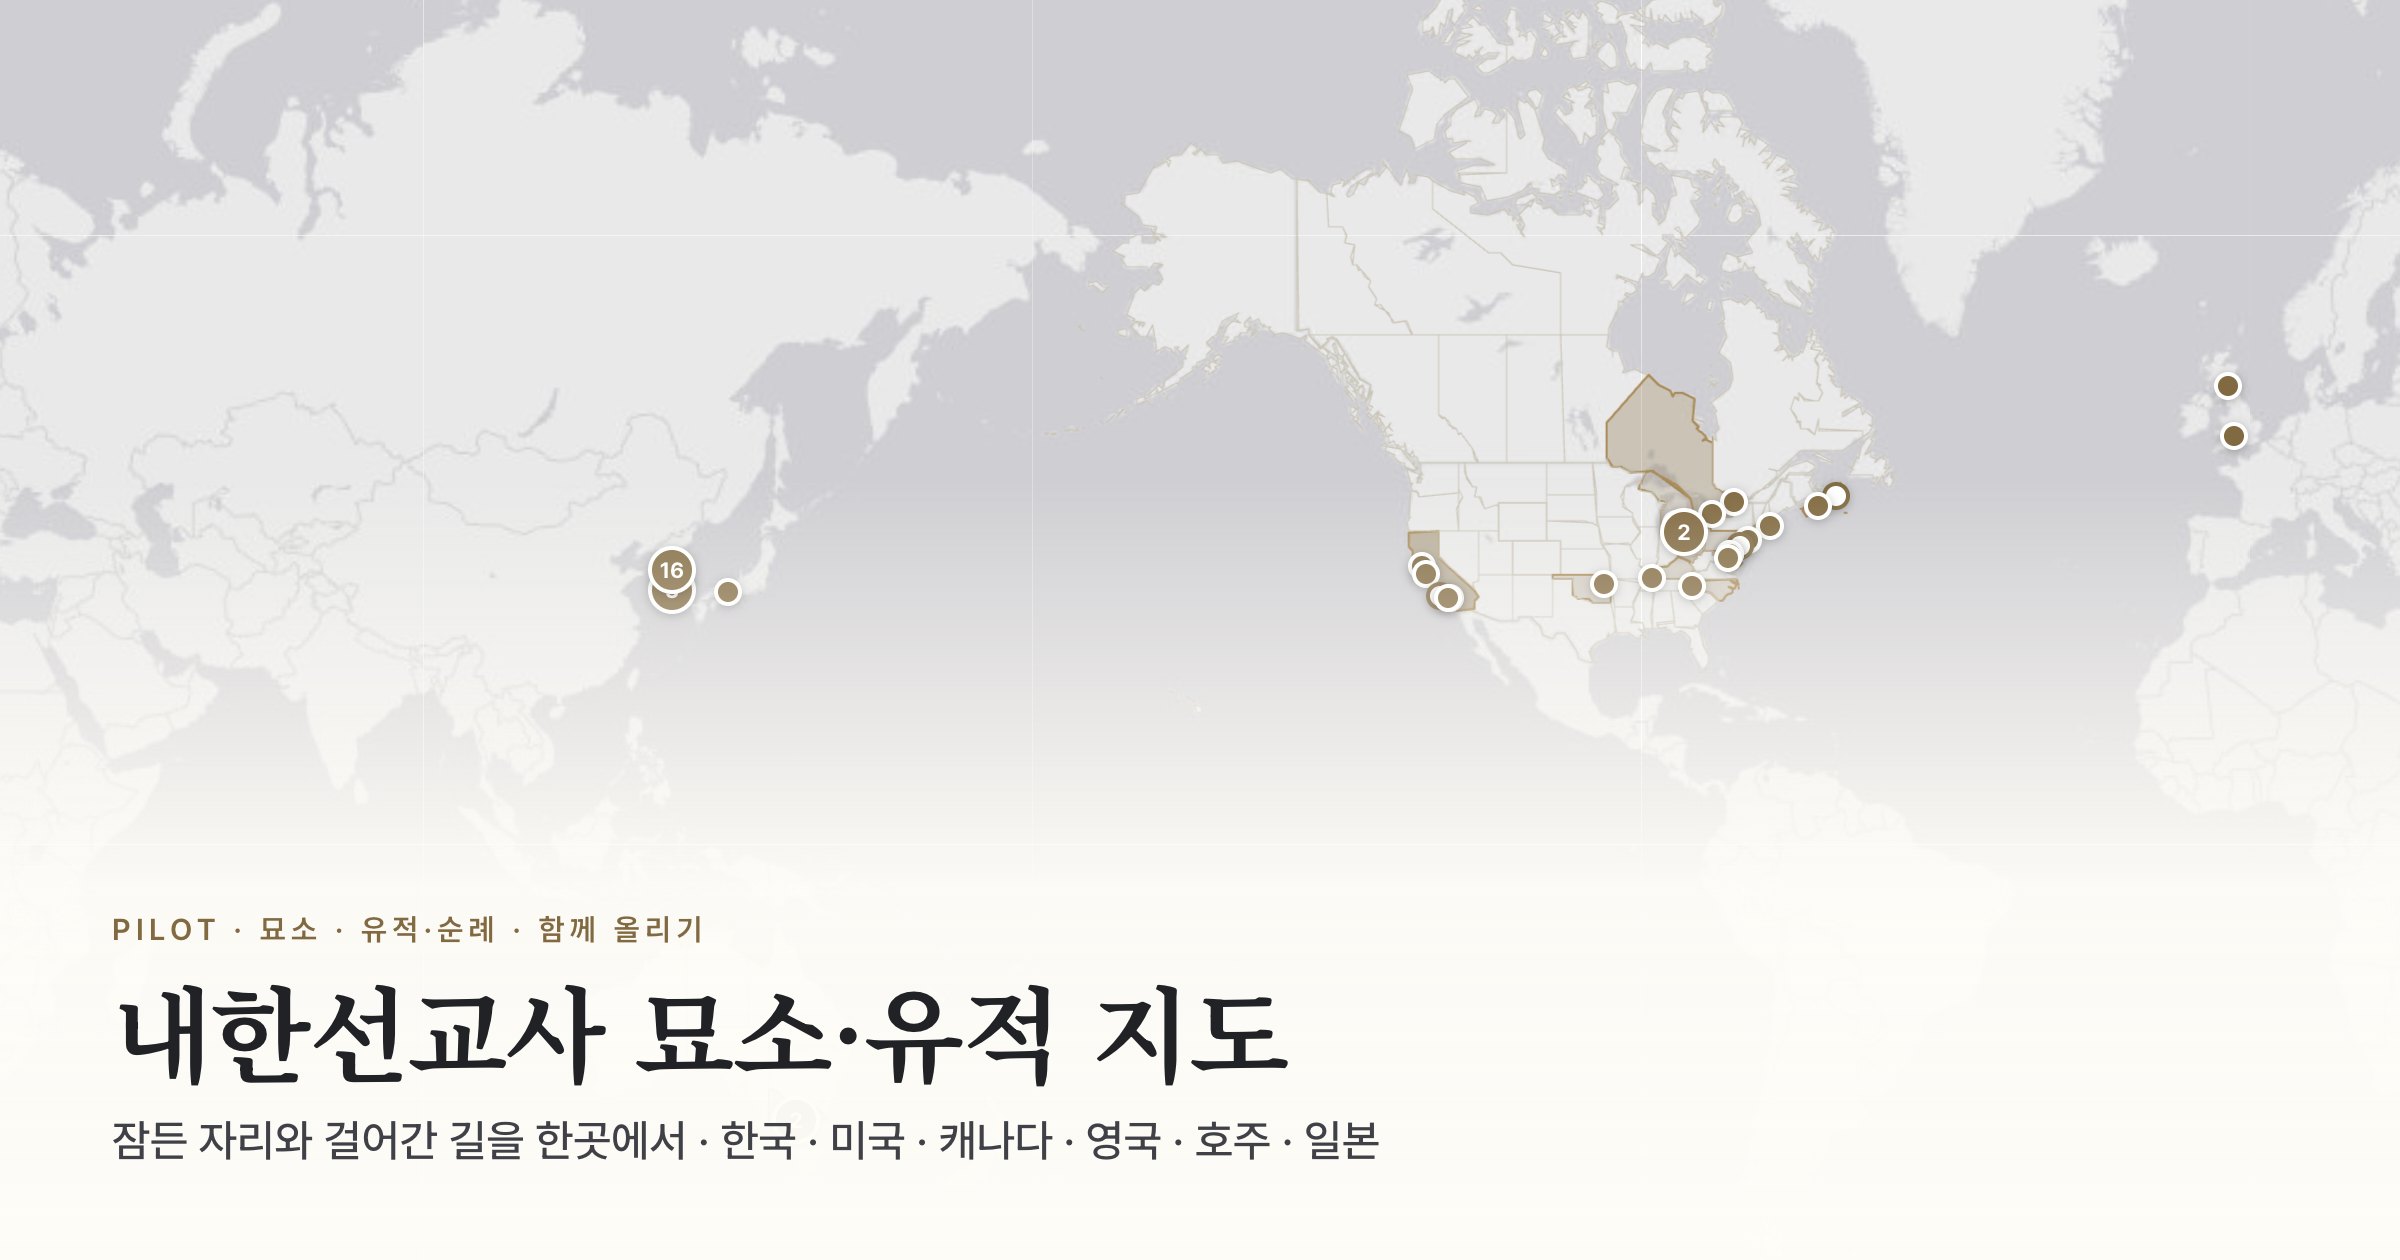 16
2
PILOT · 묘소 · 유적·순례 · 함께 올리기
내한선교사 묘소·유적 지도
잠든 자리와 걸어간 길을 한곳에서 · 한국 · 미국 · 캐나다 · 영국 · 호주 · 일본